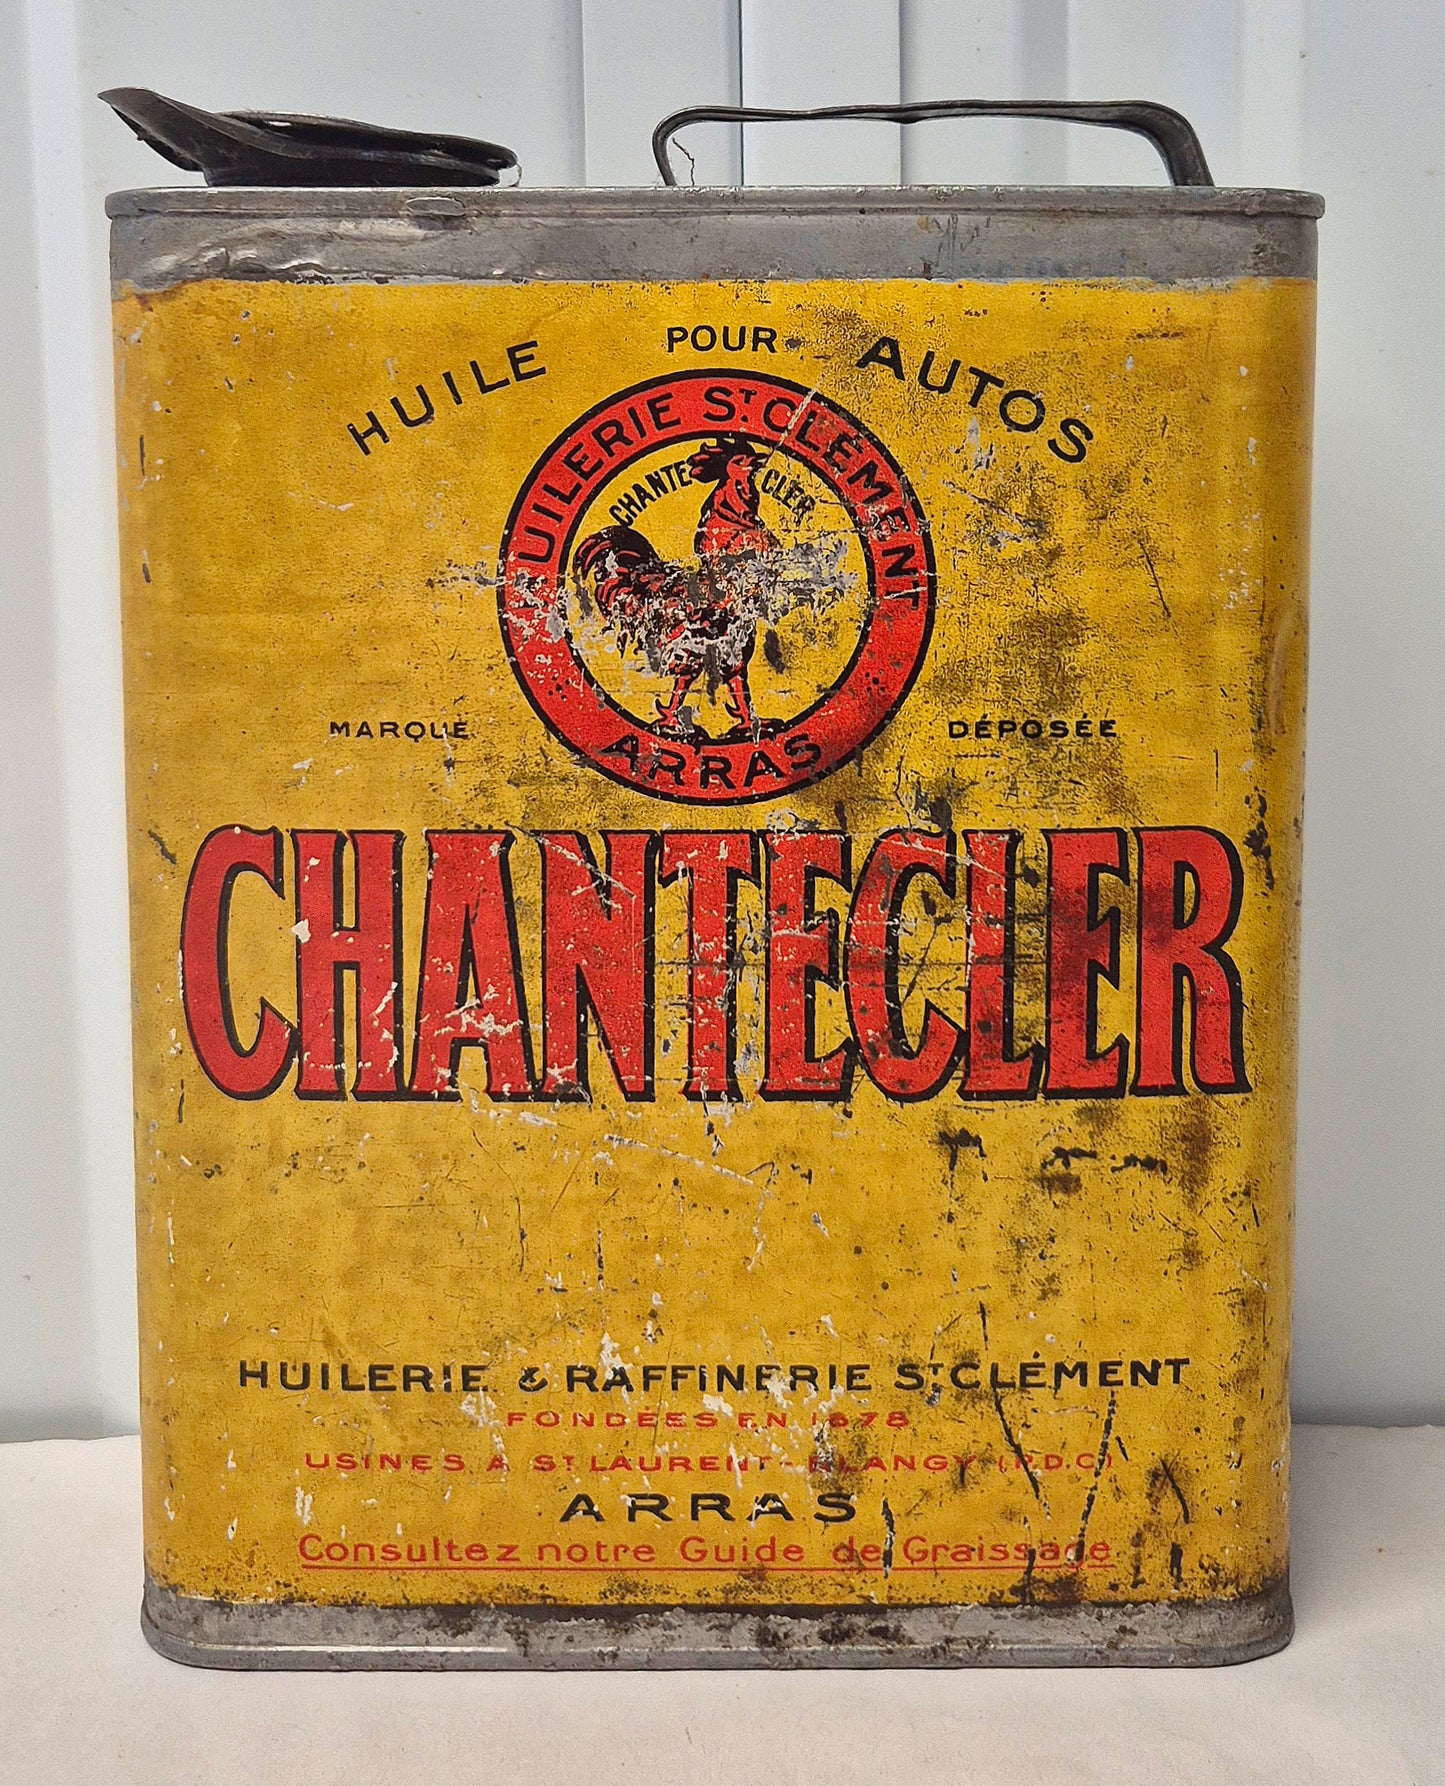 HUILE POUR AUTOS
HUILERIE ST. CLÉMENT
CHANTE CLER
ARRAS
MARQUE DÉPOSÉE
CHANTECLER
HUILERIE & RAFFINERIE ST CLÉMENT
FONDÉES EN 1878
USINES A ST LAURENT - BLANGY (P.D.C)
ARRAS
Consultez notre Guide de Graissage